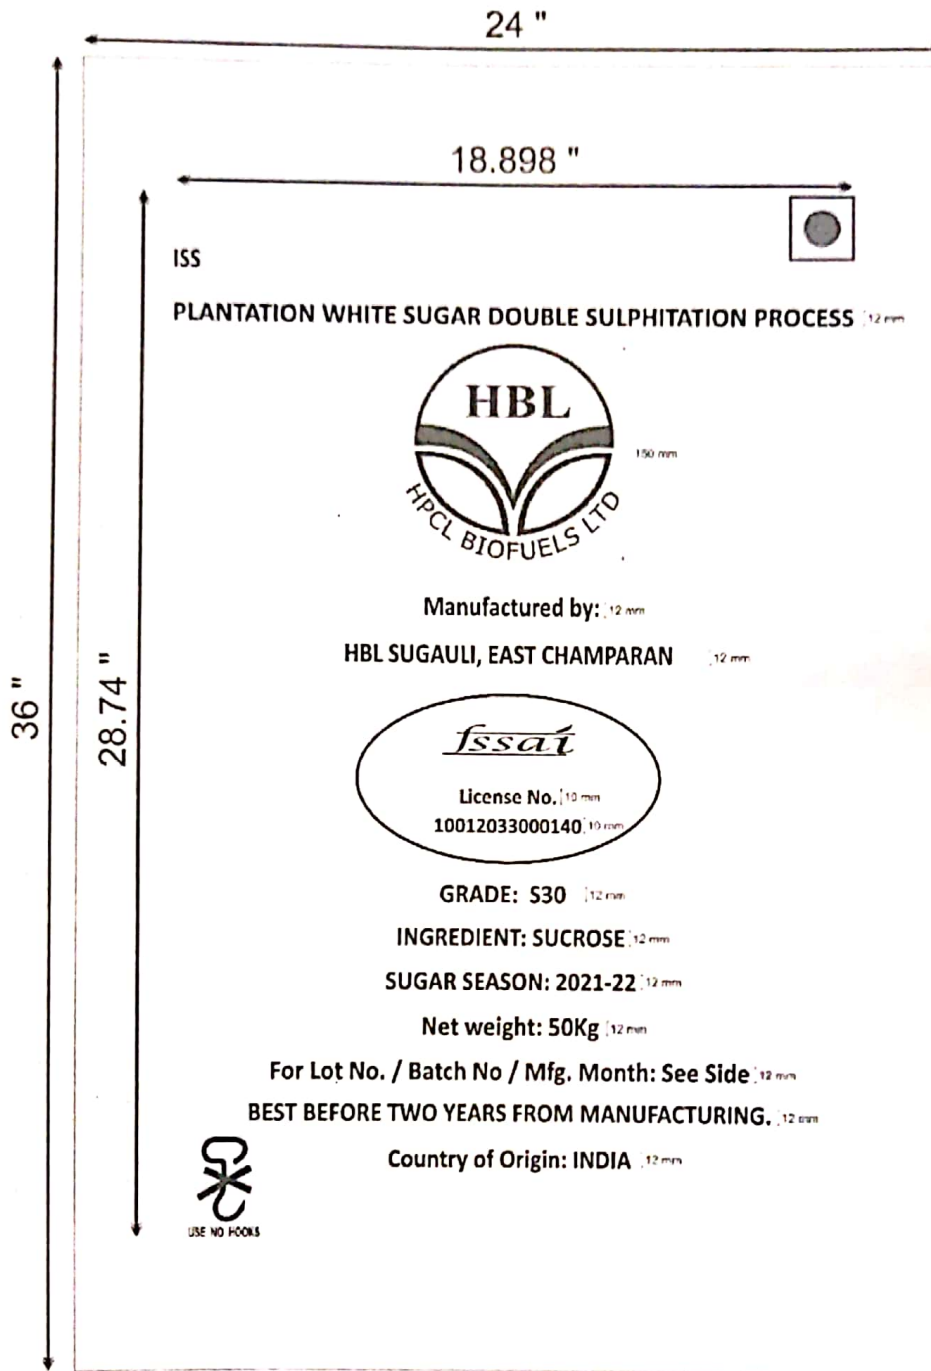 24 "
18.898 "
ISS
PLANTATION WHITE SUGAR DOUBLE SULPHITATION PROCESS 12 mm
HBL
150 mm
HPCL BIOFUELS LTD
Manufactured by: 12 mm
HBL SUGAULI, EAST CHAMPARAN 12 mm
36 "
28.74 "
fssai
License No. 10 mm
10012033000140 10 mm
GRADE: S30 12 mm
INGREDIENT: SUCROSE 12 mm
SUGAR SEASON: 2021-22 12 mm
Net weight: 50Kg 12 mm
For Lot No. / Batch No / Mfg. Month: See Side 12 mm
BEST BEFORE TWO YEARS FROM MANUFACTURING. 12 mm
Country of Origin: INDIA 12 mm
USE NO HOOKS